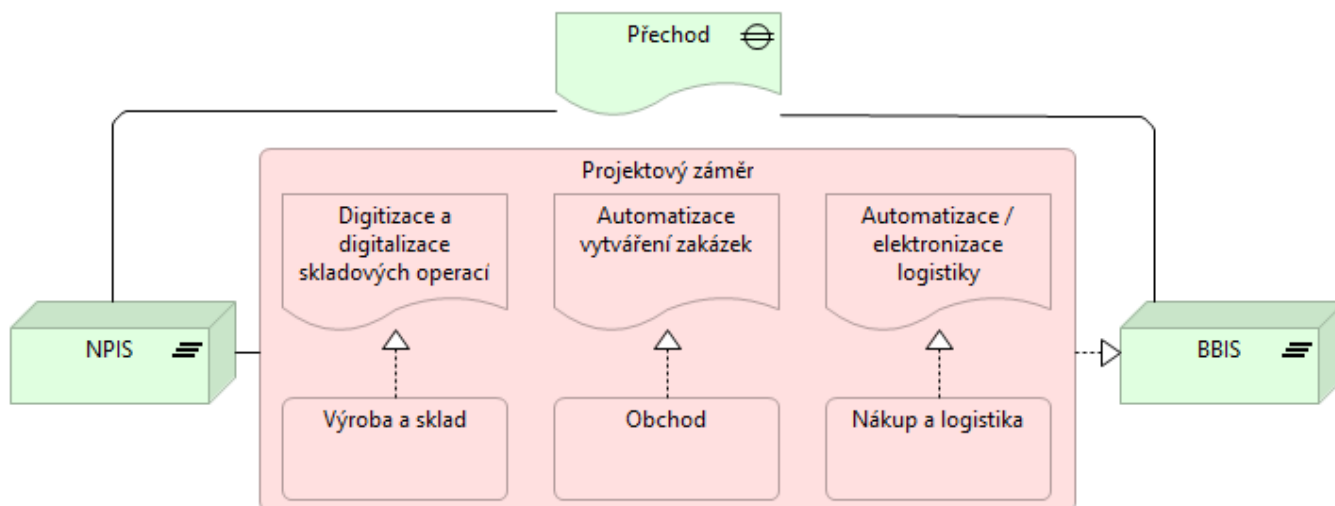 Přechod
Projektový záměr
Digitizace a
digitalizace
skladových operací
Automatizace
vytváření zakázek
Automatizace /
elektronizace
logistiky
NPIS
BBIS
Výroba a sklad
Obchod
Nákup a logistika